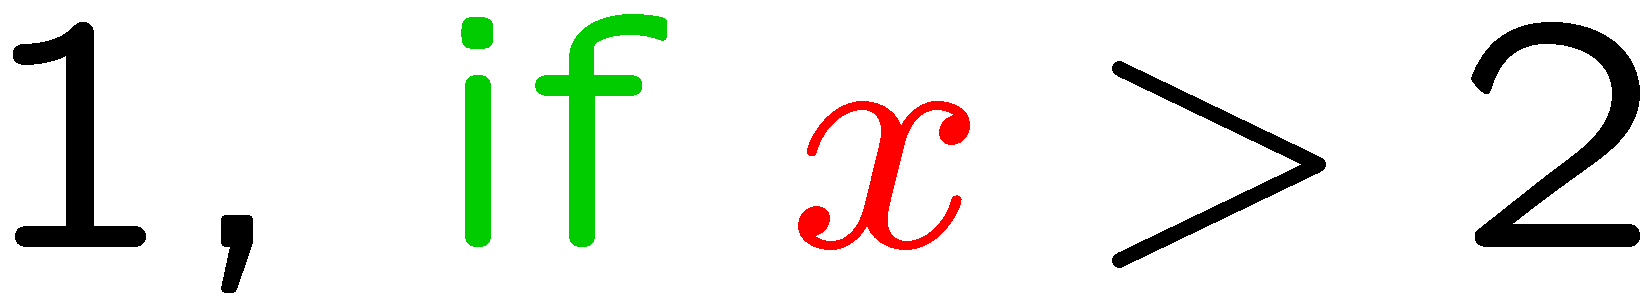 1, if x > 2